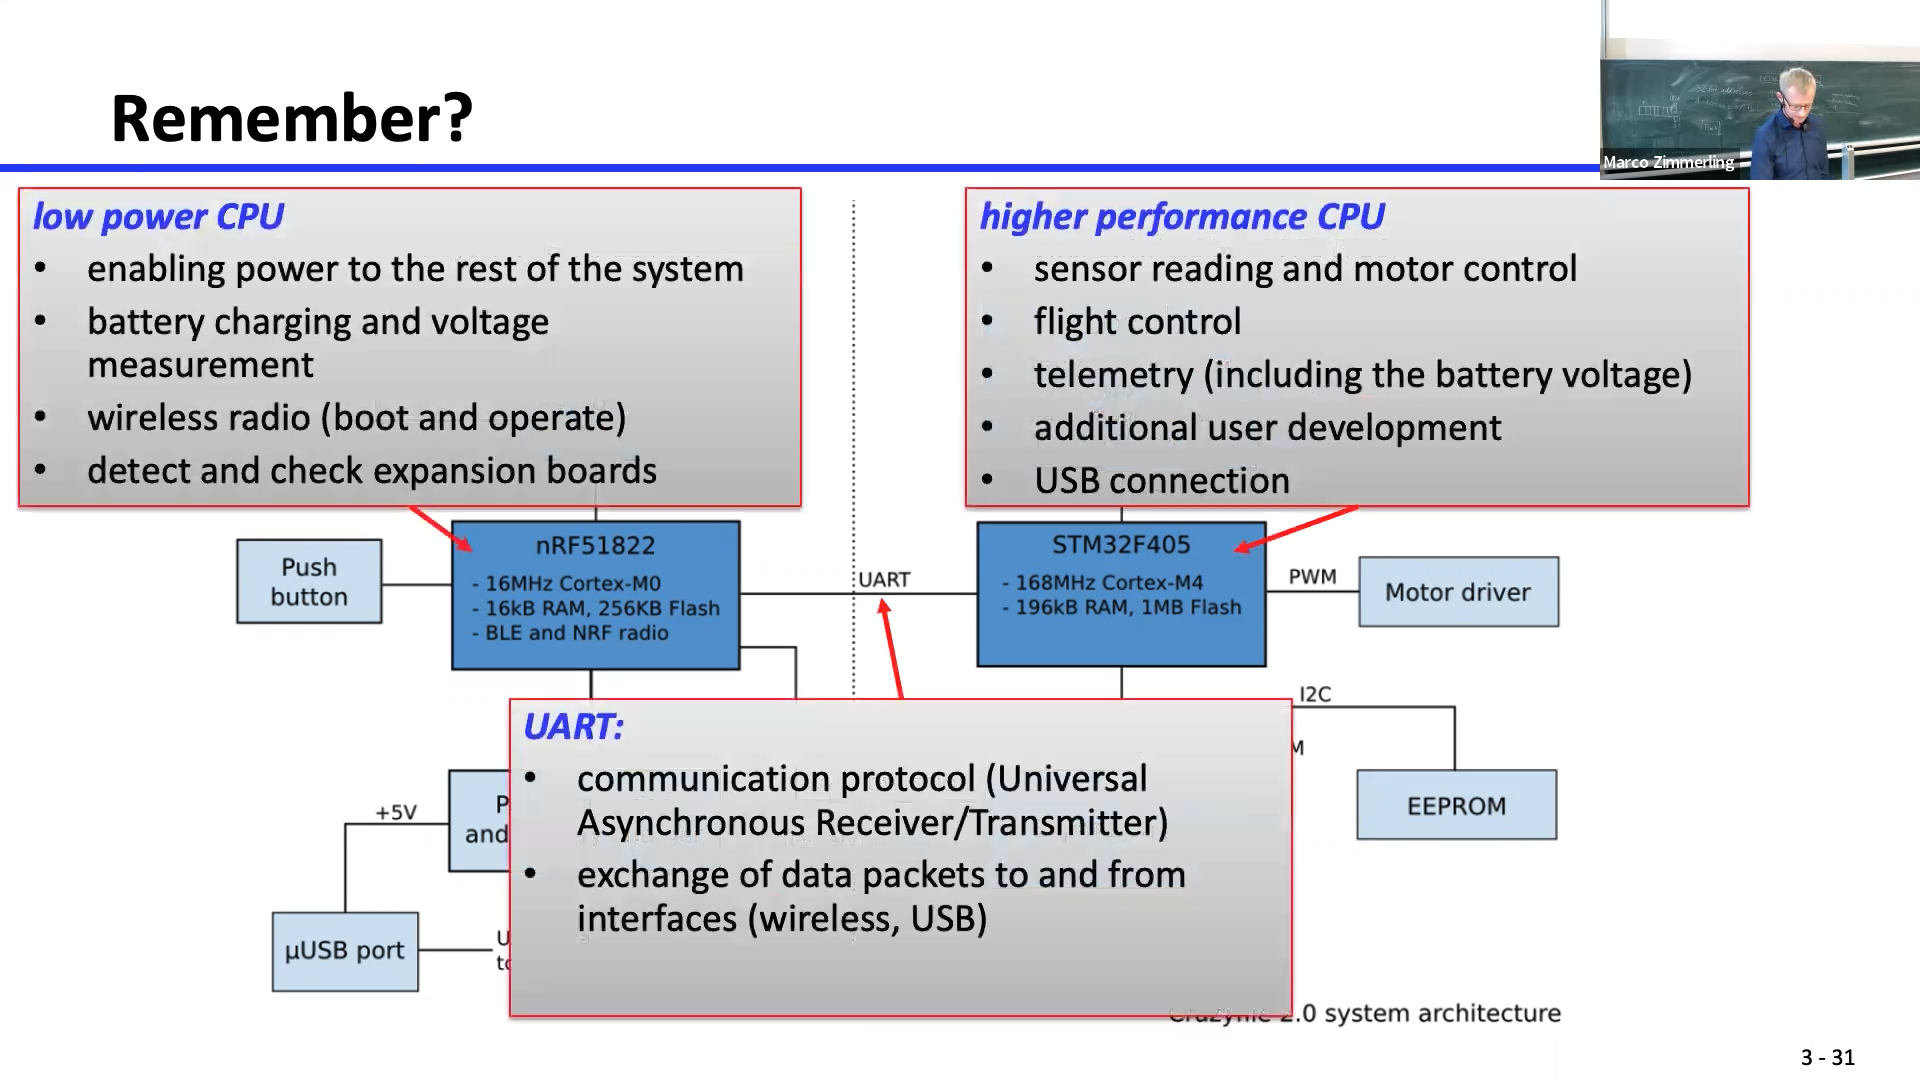 Remember?
Marco Zimmerling
low power CPU
• enabling power to the rest of the system
• battery charging and voltage
measurement
• wireless radio (boot and operate)
• detect and check expansion boards
higher performance CPU
• sensor reading and motor control
• flight control
• telemetry (including the battery voltage)
• additional user development
• USB connection
Push
button
nRF51822
- 16MHz Cortex-M0
- 16kB RAM, 256KB Flash
- BLE and NRF radio
UART
STM32F405
- 168MHz Cortex-M4
- 196kB RAM, 1MB Flash
PWM
Motor driver
I2C
EEPROM
+5V
and
µUSB port
UART:
• communication protocol (Universal
Asynchronous Receiver/Transmitter)
• exchange of data packets to and from
interfaces (wireless, USB)
2.0 system architecture
3 - 31